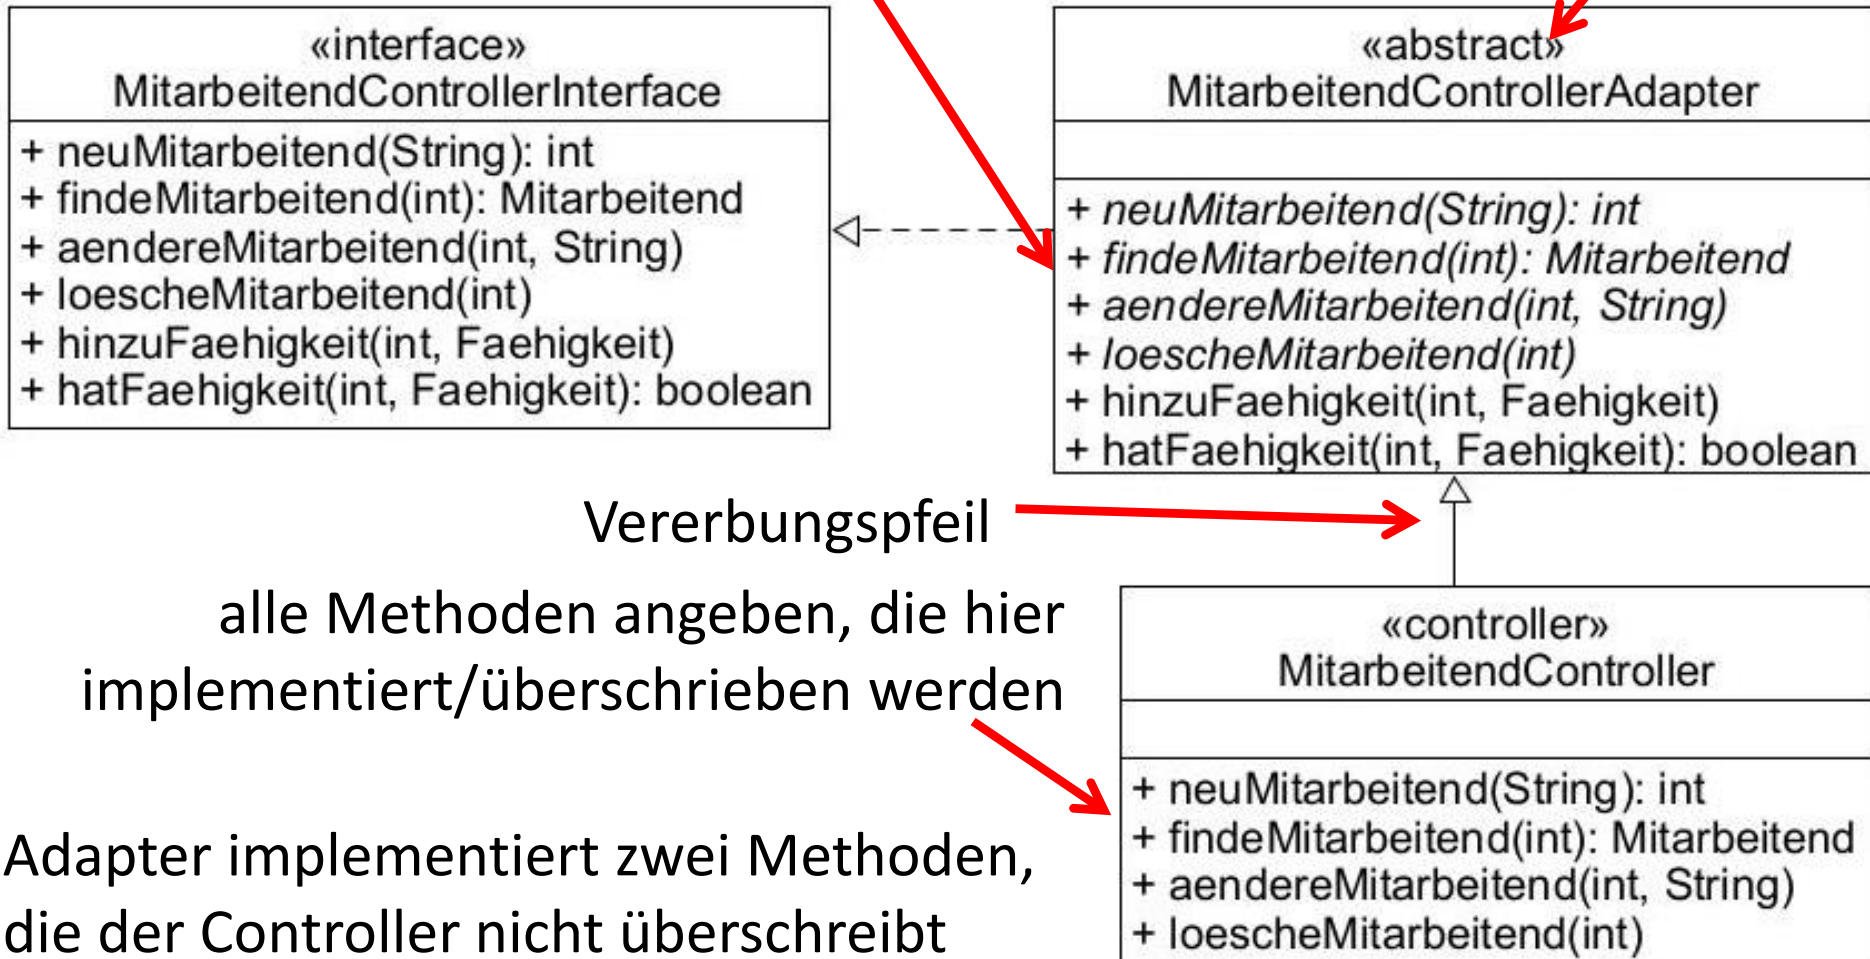 «interface»
MitarbeitendControllerInterface
+ neuMitarbeitend(String): int
+ findeMitarbeitend(int): Mitarbeitend
+ aendereMitarbeitend(int, String)
+ loescheMitarbeitend(int)
+ hinzuFaehigkeit(int, Faehigkeit)
+ hatFaehigkeit(int, Faehigkeit): boolean
«abstract»
MitarbeitendControllerAdapter
+ neuMitarbeitend(String): int
+ findeMitarbeitend(int): Mitarbeitend
+ aendereMitarbeitend(int, String)
+ loescheMitarbeitend(int)
+ hinzuFaehigkeit(int, Faehigkeit)
+ hatFaehigkeit(int, Faehigkeit): boolean
Vererbungspfeil
alle Methoden angeben, die hier
implementiert/überschrieben werden
«controller»
MitarbeitendController
+ neuMitarbeitend(String): int
+ findeMitarbeitend(int): Mitarbeitend
+ aendereMitarbeitend(int, String)
+ loescheMitarbeitend(int)
Adapter implementiert zwei Methoden,
die der Controller nicht überschreibt